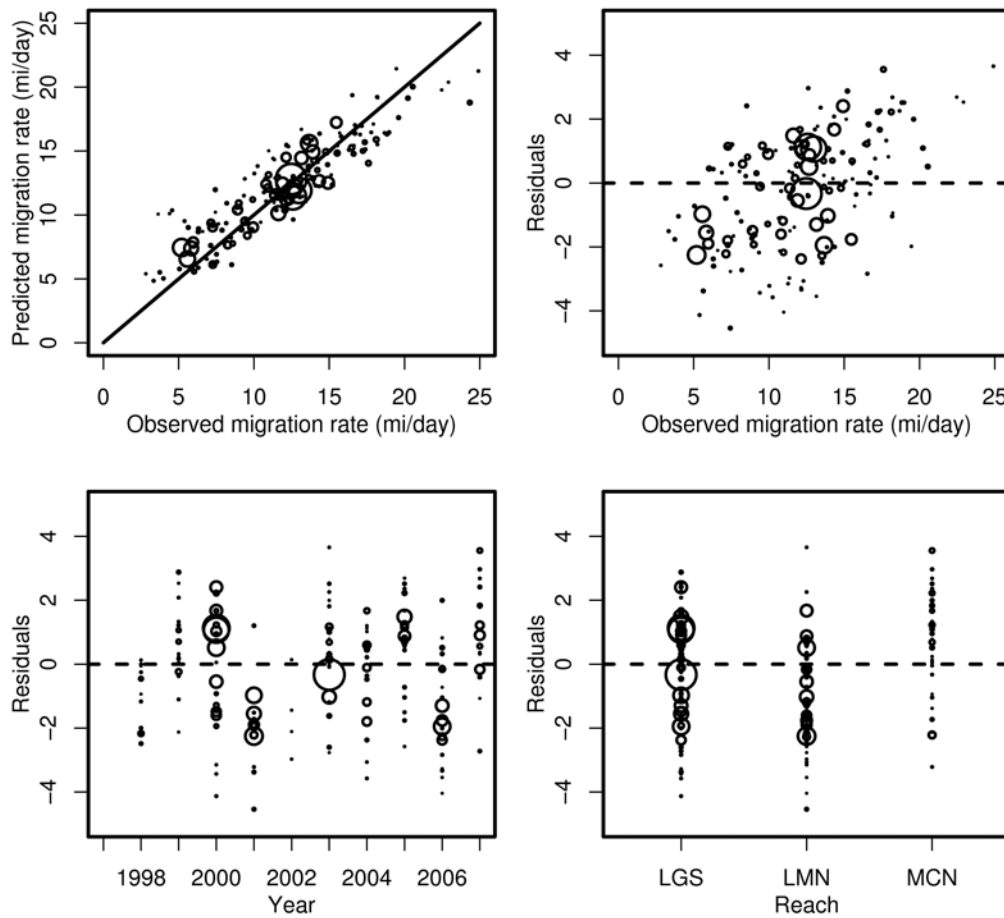 Predicted migration rate (mi/day)
25
20
15
10
5
0
0 5 10 15 20 25
Observed migration rate (mi/day)
Residuals
4
2
0
−2
−4
0 5 10 15 20 25
Observed migration rate (mi/day)
Residuals
4
2
0
−2
−4
1998 2000 2002 2004 2006
Year
Residuals
4
2
0
−2
−4
LGS LMN MCN
Reach